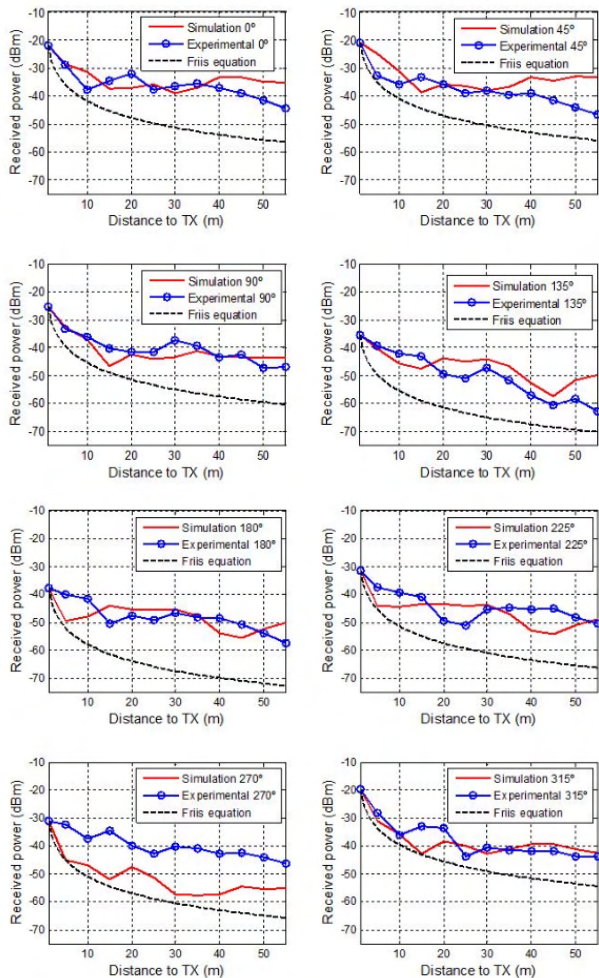 -10
-20
-30
-40
-50
-60
-70
Received power (dBm)
Simulation 0º
Experimental 0º
Friis equation
10 20 30 40 50
Distance to TX (m)
-10
-20
-30
-40
-50
-60
-70
Received power (dBm)
Simulation 45º
Experimental 45º
Friis equation
10 20 30 40 50
Distance to TX (m)
-10
-20
-30
-40
-50
-60
-70
Received power (dBm)
Simulation 90º
Experimental 90º
Friis equation
10 20 30 40 50
Distance to TX (m)
-10
-20
-30
-40
-50
-60
-70
Received power (dBm)
Simulation 135º
Experimental 135º
Friis equation
10 20 30 40 50
Distance to TX (m)
-10
-20
-30
-40
-50
-60
-70
Received power (dBm)
Simulation 180º
Experimental 180º
Friis equation
10 20 30 40 50
Distance to TX (m)
-10
-20
-30
-40
-50
-60
-70
Received power (dBm)
Simulation 225º
Experimental 225º
Friis equation
10 20 30 40 50
Distance to TX (m)
-10
-20
-30
-40
-50
-60
-70
Received power (dBm)
Simulation 270º
Experimental 270º
Friis equation
10 20 30 40 50
Distance to TX (m)
-10
-20
-30
-40
-50
-60
-70
Received power (dBm)
Simulation 315º
Experimental 315º
Friis equation
10 20 30 40 50
Distance to TX (m)